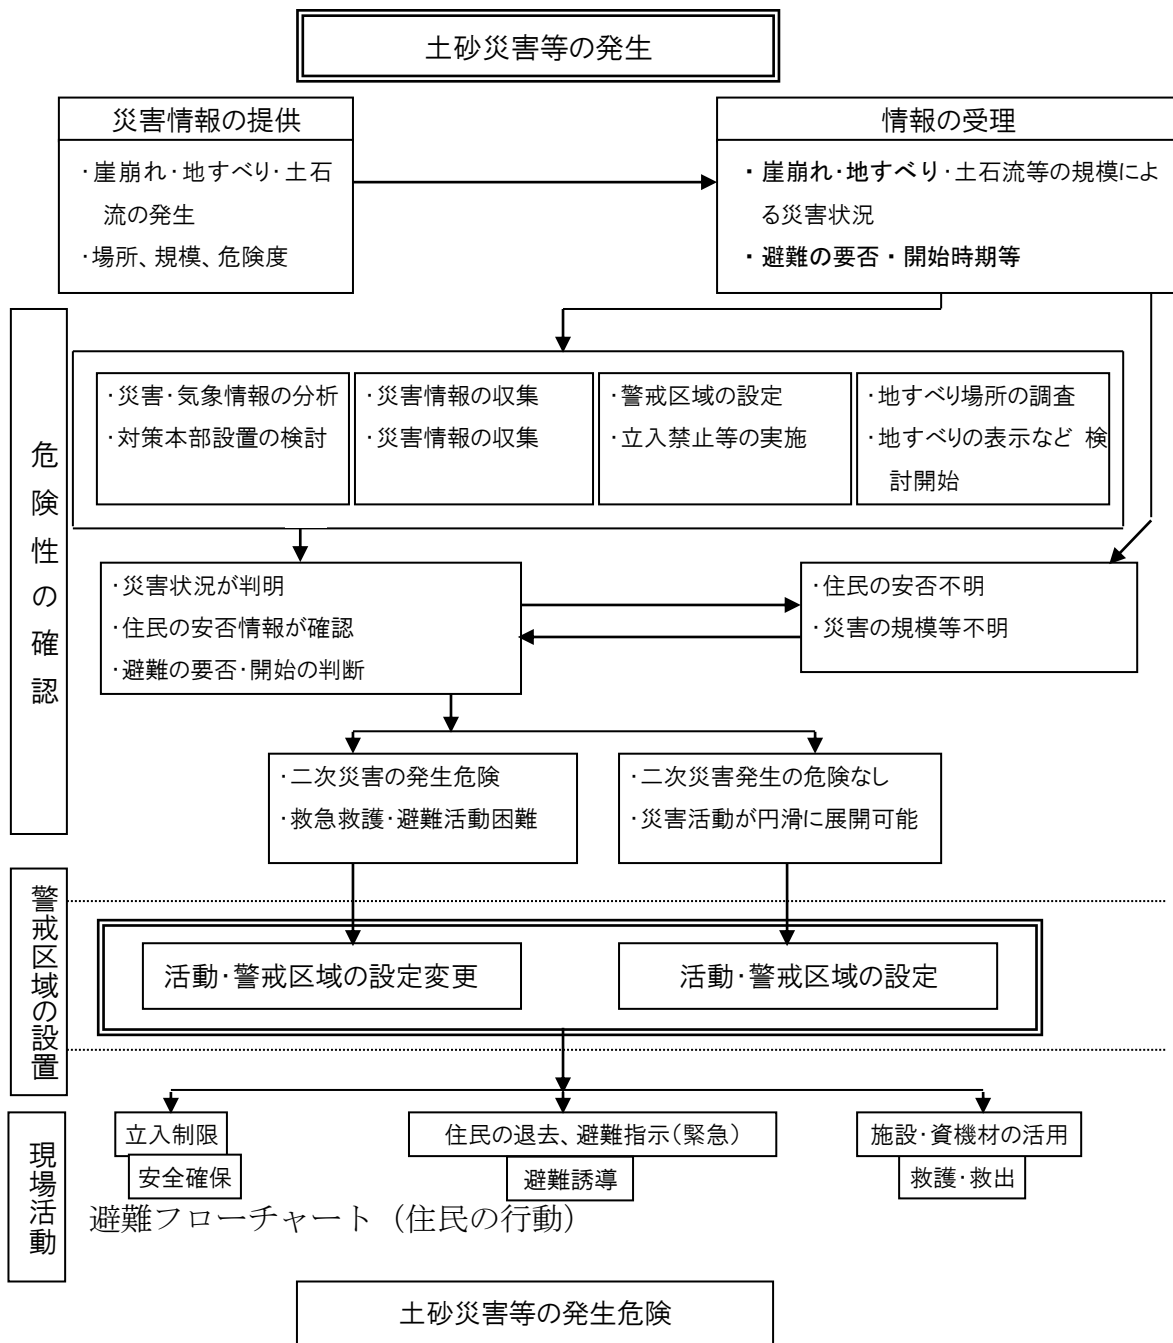 土砂災害等の発生
災害情報の提供
・崖崩れ・地すべり・土石
流の発生
・場所、規模、危険度
情報の受理
・崖崩れ・地すべり・土石流等の規模によ
る災害状況
・避難の要否・開始時期等
危険性の確認
・災害・気象情報の分析
・対策本部設置の検討
・災害情報の収集
・災害情報の収集
・警戒区域の設定
・立入禁止等の実施
・地すべり場所の調査
・地すべりの表示など 検
討開始
・災害状況が判明
・住民の安否情報が確認
・避難の要否・開始の判断
・住民の安否不明
・災害の規模等不明
・二次災害の発生危険
・救急救護・避難活動困難
・二次災害発生の危険なし
・災害活動が円滑に展開可能
警戒区域の設置
活動・警戒区域の設定変更
活動・警戒区域の設定
現場活動
立入制限
安全確保
住民の退去、避難指示(緊急)
避難誘導
施設・資機材の活用
救護・救出
避難フローチャート（住民の行動）
土砂災害等の発生危険